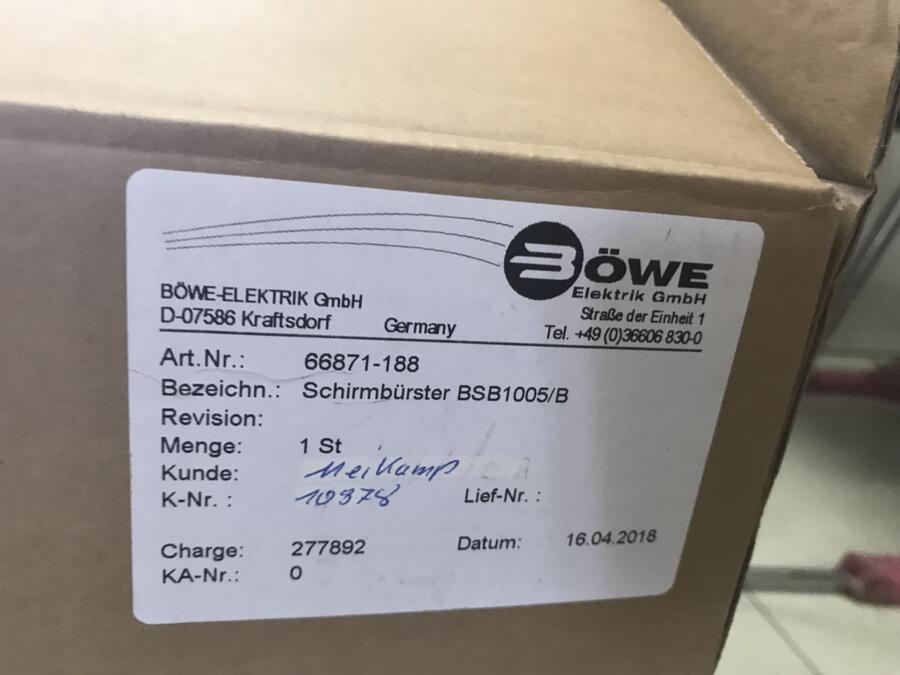 BÖWE
Elektrik GmbH
BÖWE-ELEKTRIK GmbH
Straße der Einheit 1
D-07586 Kraftsdorf Germany Tel. +49 (0)36606 830-0
Art.Nr.: 66871-188
Bezeichn.: Schirmbürster BSB1005/B
Revision:
Menge: 1 St
Kunde: Meikamp
K-Nr. : 10978 Lief-Nr. :
Charge: 277892 Datum: 16.04.2018
KA-Nr.: 0